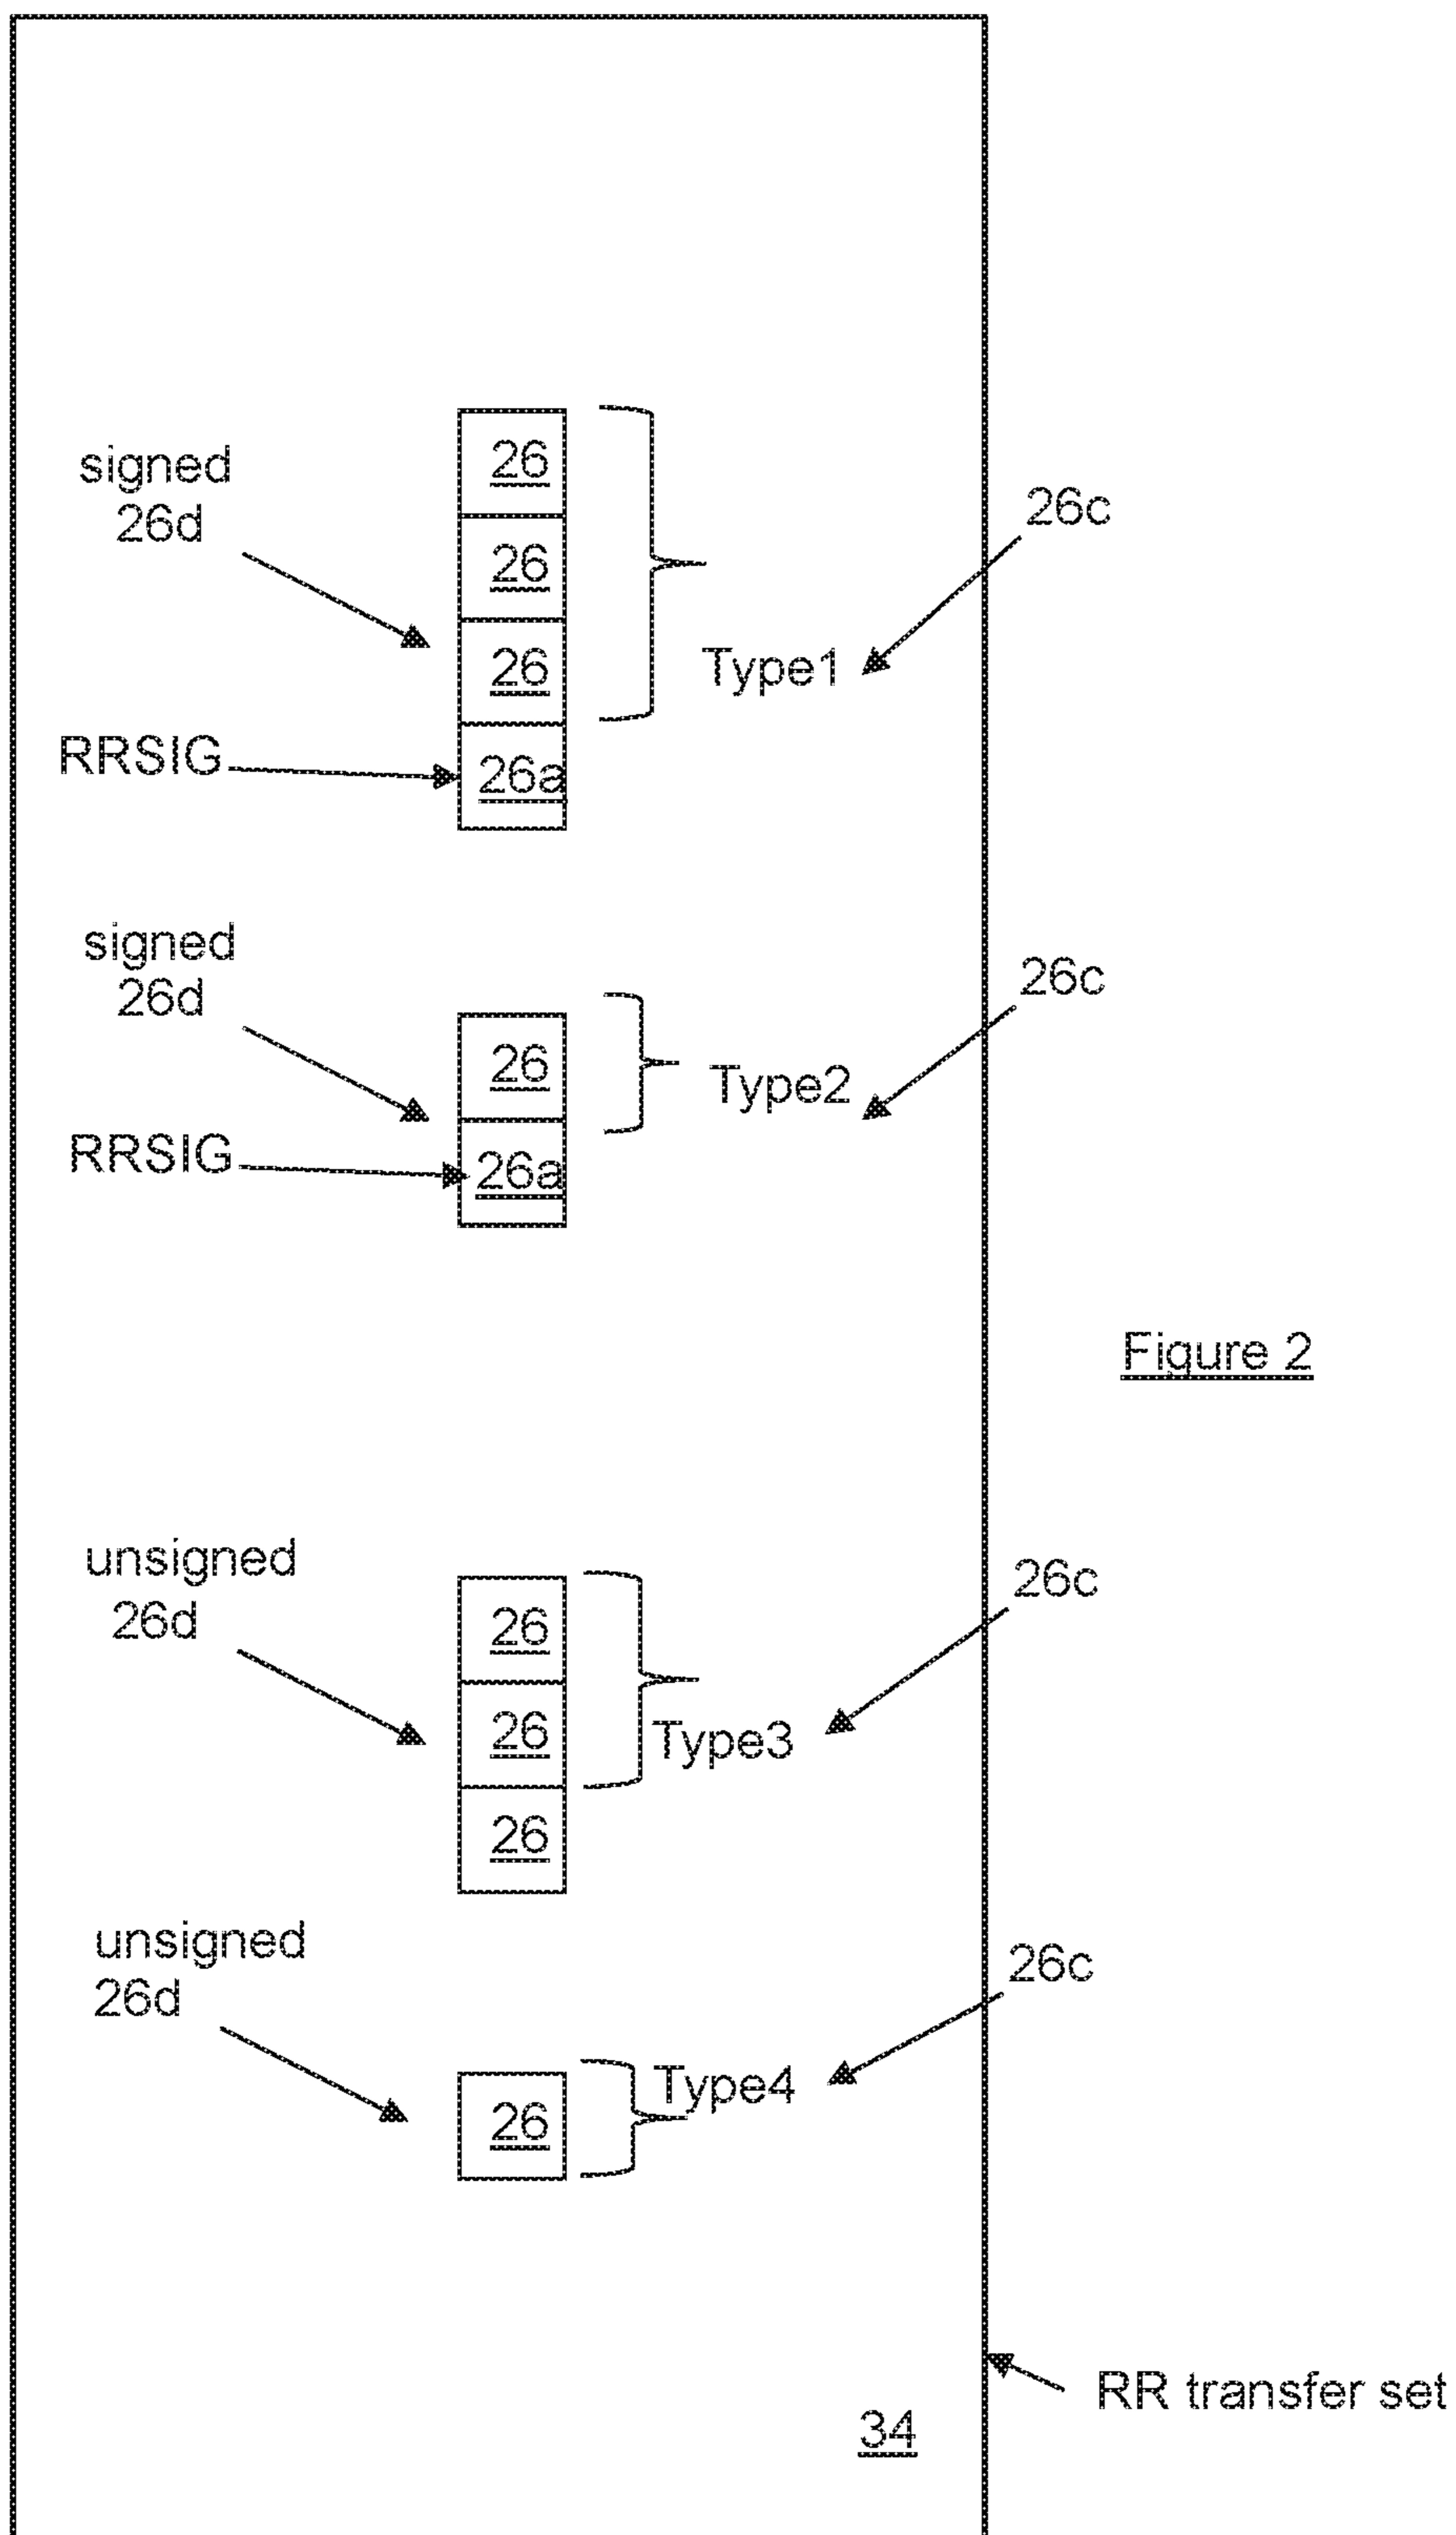 26
signed
26d
26c
26
26
Type1
RRSIG
26a
signed
26d
26c
26
Type2
RRSIG
26a
Figure 2
unsigned
26d
26c
26
26
Type3
26
unsigned
26d
26c
Type4
26
RR transfer set
34